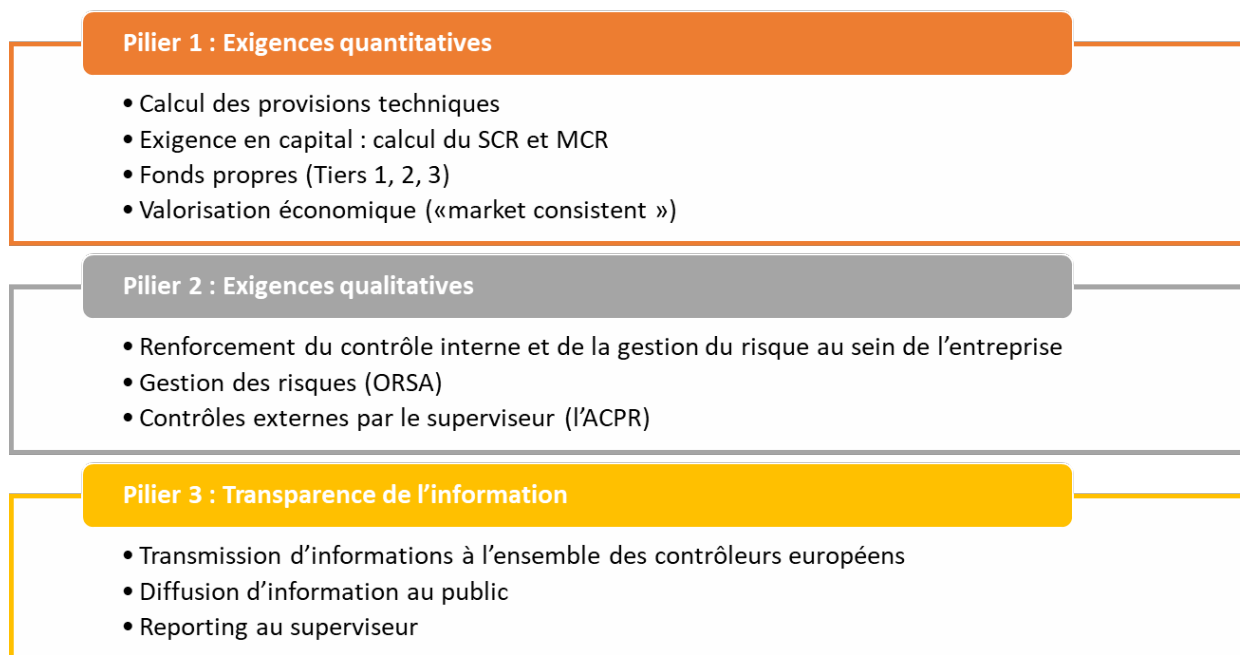 Pilier 1 : Exigences quantitatives
• Calcul des provisions techniques
• Exigence en capital : calcul du SCR et MCR
• Fonds propres (Tiers 1, 2, 3)
• Valorisation économique («market consistent »)
Pilier 2 : Exigences qualitatives
• Renforcement du contrôle interne et de la gestion du risque au sein de l’entreprise
• Gestion des risques (ORSA)
• Contrôles externes par le superviseur (l’ACPR)
Pilier 3 : Transparence de l’information
• Transmission d’informations à l’ensemble des contrôleurs européens
• Diffusion d’information au public
• Reporting au superviseur